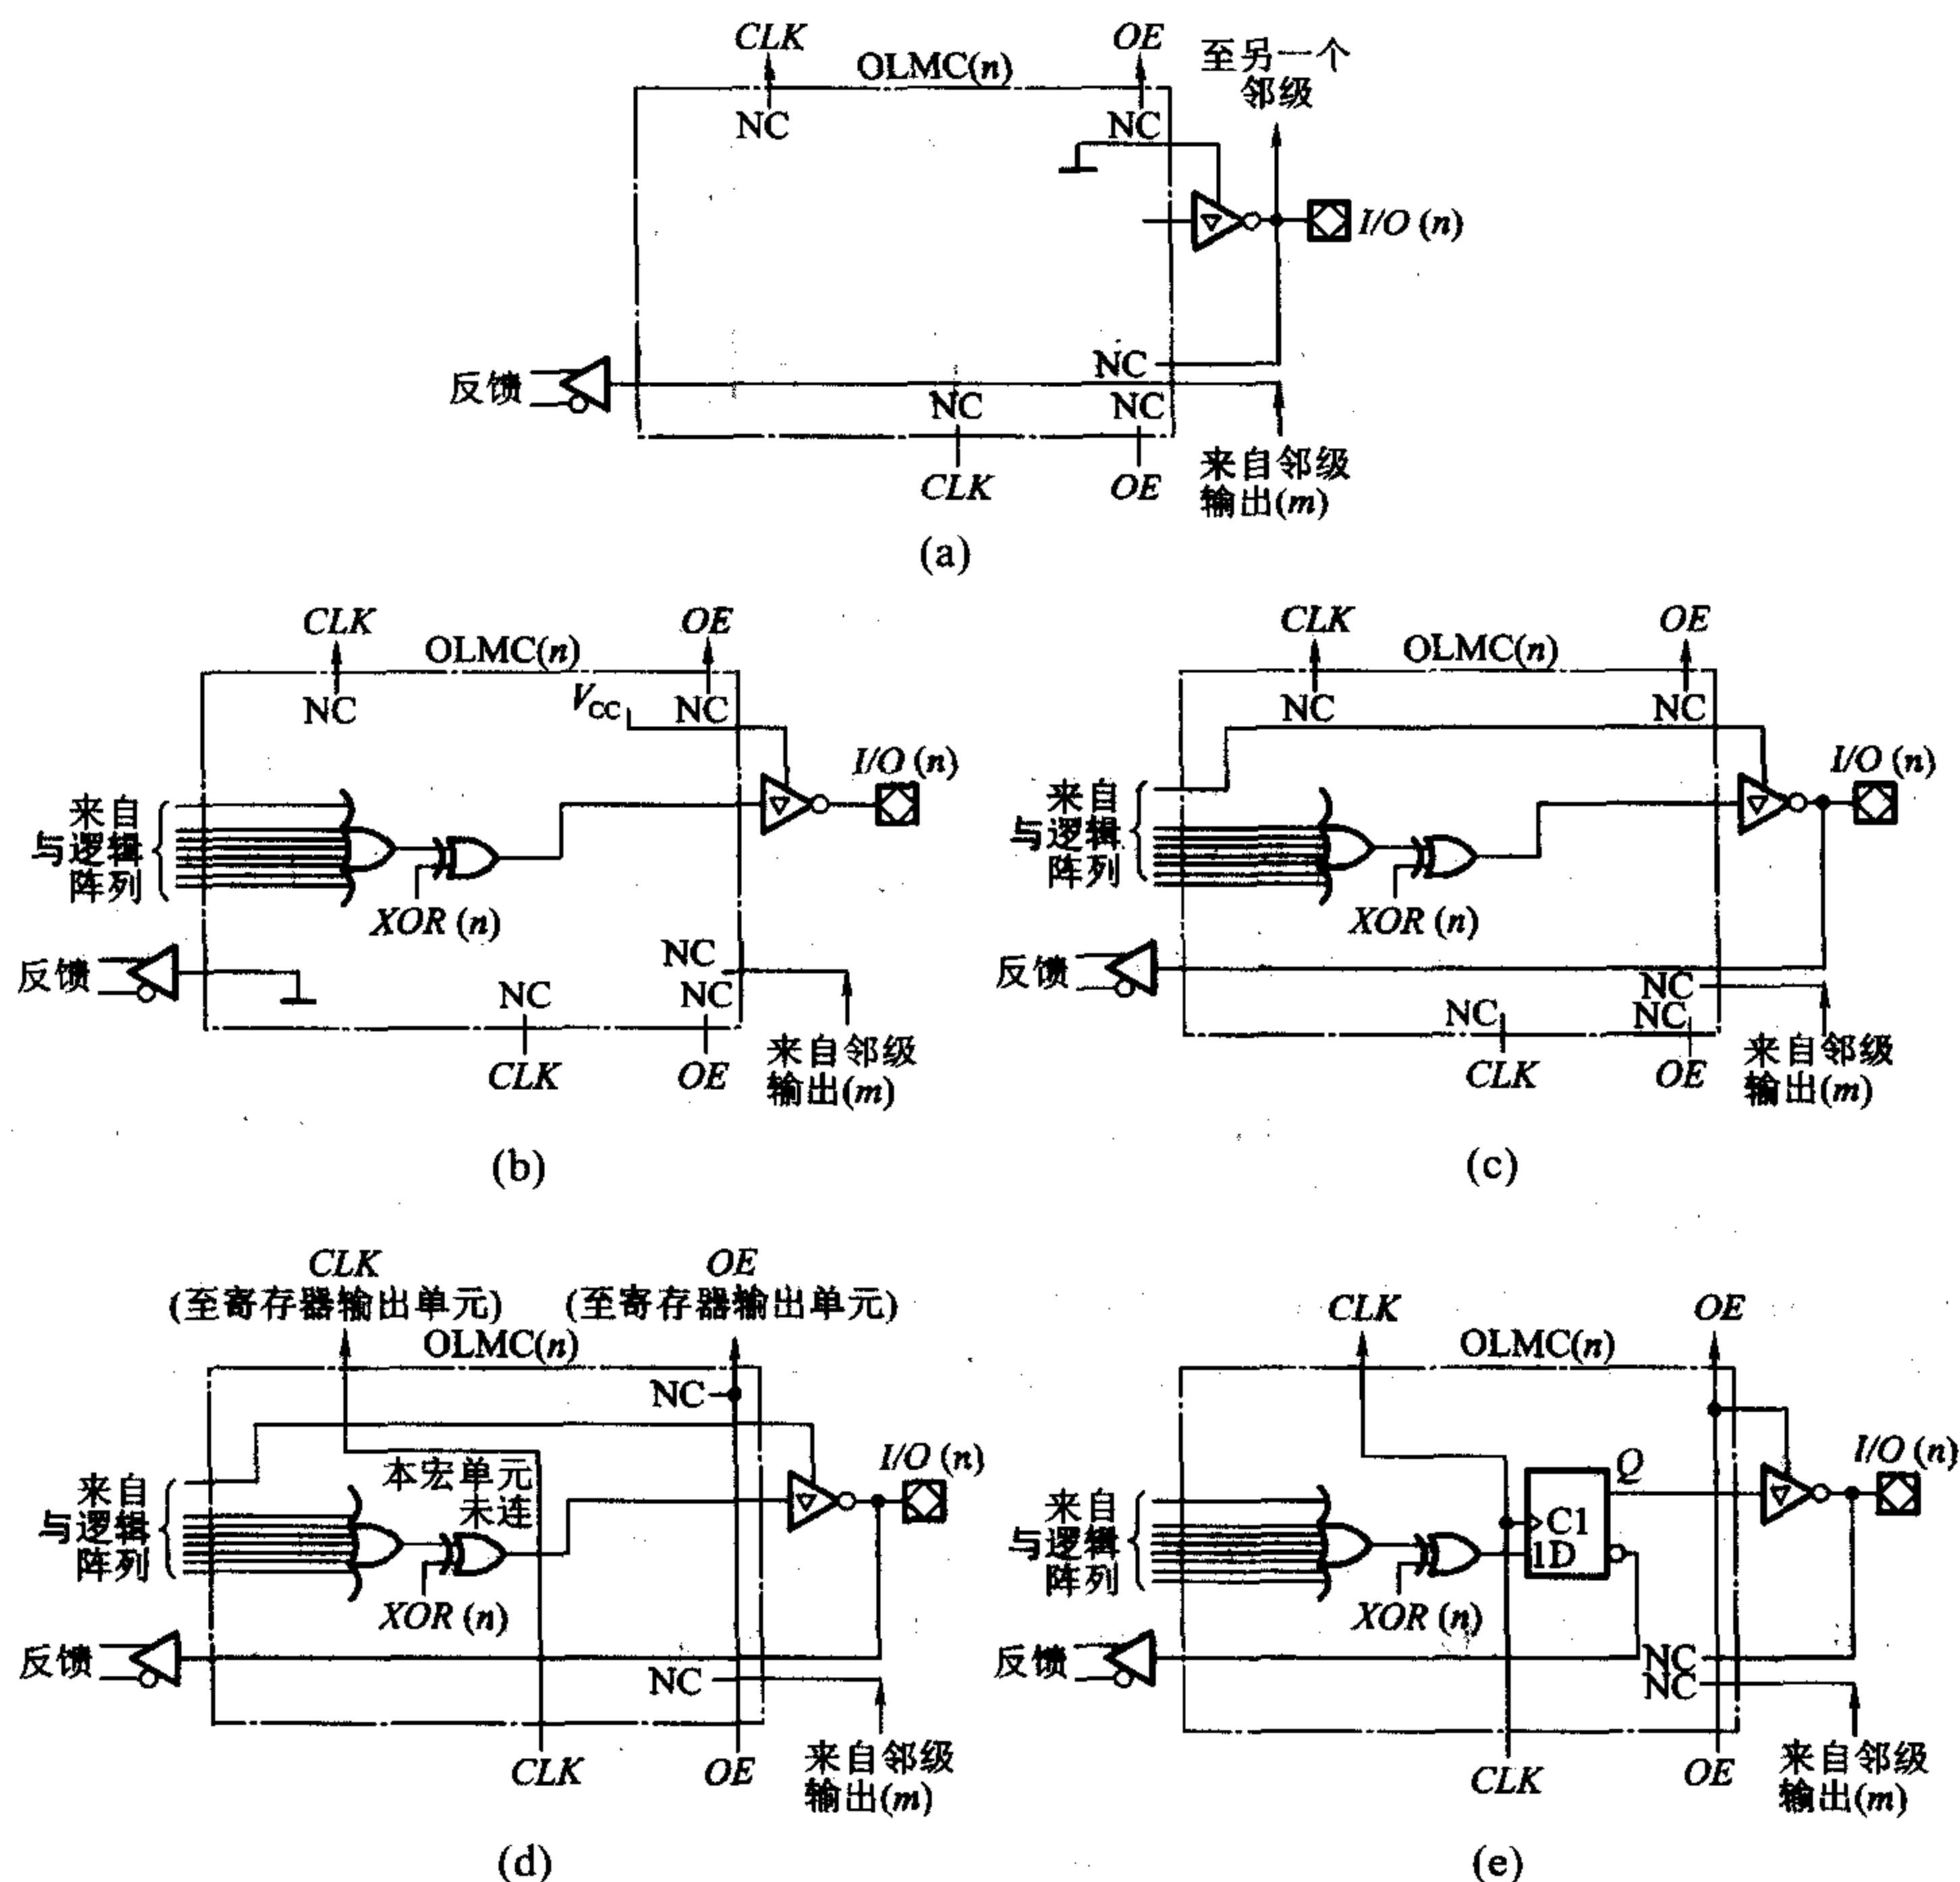 CLK
OE
OLMC(n)
至另一个
邻级
NC
NC
I/O (n)
反馈
NC
NC
NC
CLK
OE
来自邻级
输出(m)
(a)
CLK
OE
OLMC(n)
NC
VCC
NC
I/O (n)
来自
与逻辑
阵列
XOR (n)
反馈
NC
NC
NC
CLK
OE
来自邻级
输出(m)
(b)
CLK
OE
OLMC(n)
NC
NC
I/O (n)
来自
与逻辑
阵列
XOR (n)
反馈
NC
NC
NC
CLK
OE
来自邻级
输出(m)
(c)
CLK
(至寄存器输出单元)
OE
(至寄存器输出单元)
OLMC(n)
NC
本宏单元
未连
I/O (n)
来自
与逻辑
阵列
XOR (n)
反馈
NC
CLK
OE
来自邻级
输出(m)
(d)
CLK
OE
OLMC(n)
Q
I/O (n)
C1
1D
来自
与逻辑
阵列
XOR (n)
反馈
NC
NC
CLK
OE
来自邻级
输出(m)
(e)